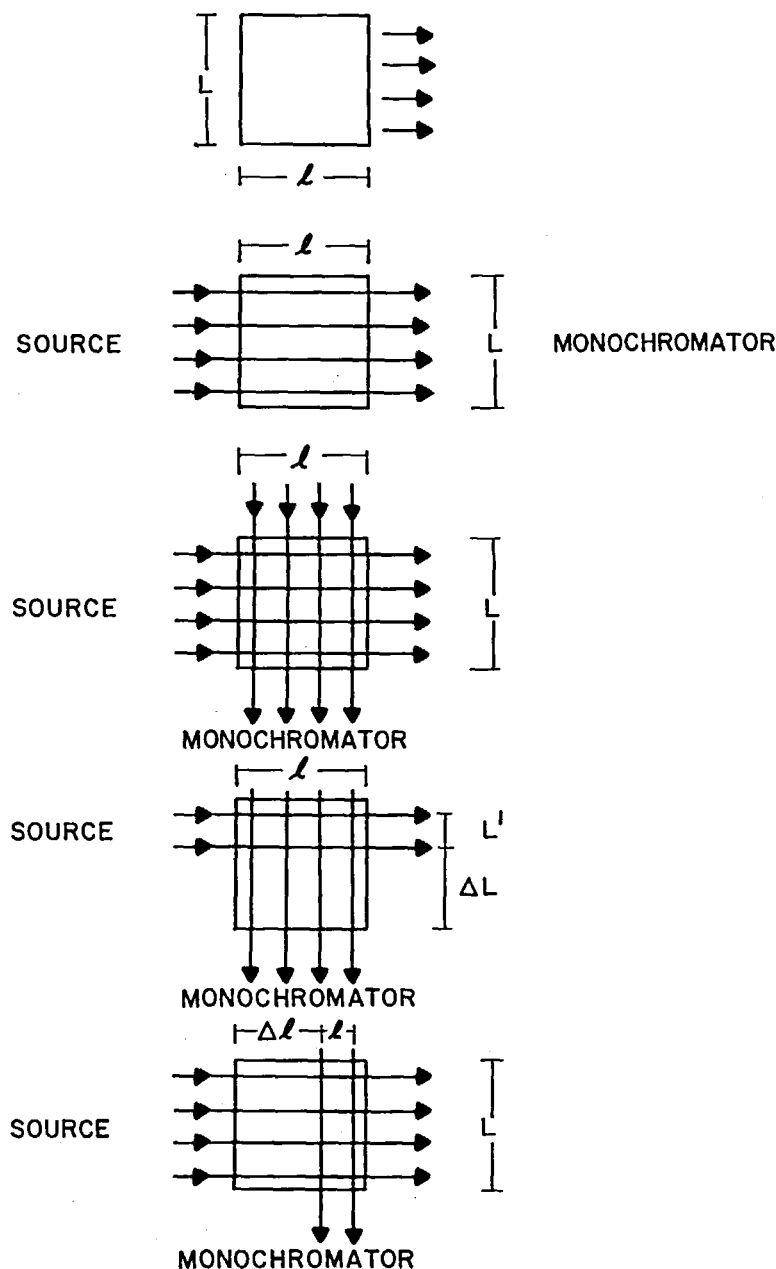 L
ℓ
ℓ
SOURCE L MONOCHROMATOR
ℓ
SOURCE L
MONOCHROMATOR
ℓ
SOURCE L'
ΔL
MONOCHROMATOR
Δℓ ℓ
SOURCE L
MONOCHROMATOR